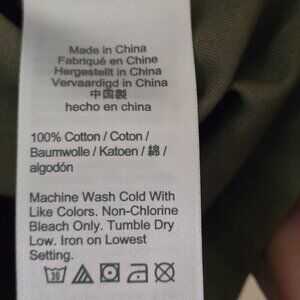 Made in China
Fabriqué en Chine
Hergestellt in China
Vervaardigd in China
中国製
hecho en china
100% Cotton / Coton /
Baumwolle / Katoen / 綿 /
algodón
Machine Wash Cold With
Like Colors. Non-Chlorine
Bleach Only. Tumble Dry
Low. Iron on Lowest
Setting.
30